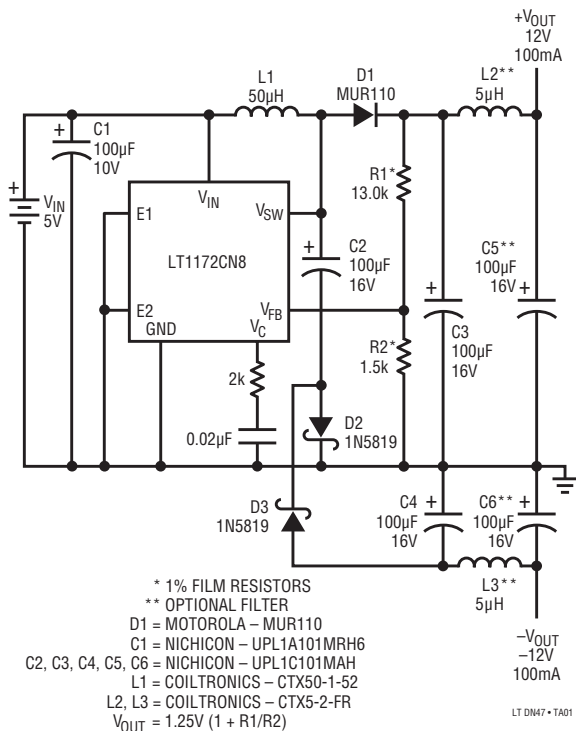 +VOUT
12V
100mA
L1
50µH
D1
MUR110
L2**
5µH
+
C1
100µF
10V
R1*
13.0k
+
VIN
5V
E1
VIN
VSW
LT1172CN8
+
C2
100µF
16V
C5**
100µF
16V
+
E2
VFB
GND
VC
+
C3
100µF
16V
R2*
1.5k
2k
0.02µF
D2
1N5819
D3
1N5819
C4
100µF
16V
+
C6**
100µF
16V
+
L3**
5µH
–VOUT
–12V
100mA
* 1% FILM RESISTORS
** OPTIONAL FILTER
D1 = MOTOROLA – MUR110
C1 = NICHICON – UPL1A101MRH6
C2, C3, C4, C5, C6 = NICHICON – UPL1C101MAH
L1 = COILTRONICS – CTX50-1-52
L2, L3 = COILTRONICS – CTX5-2-FR
VOUT = 1.25V (1 + R1/R2)
LT DN47 • TA01